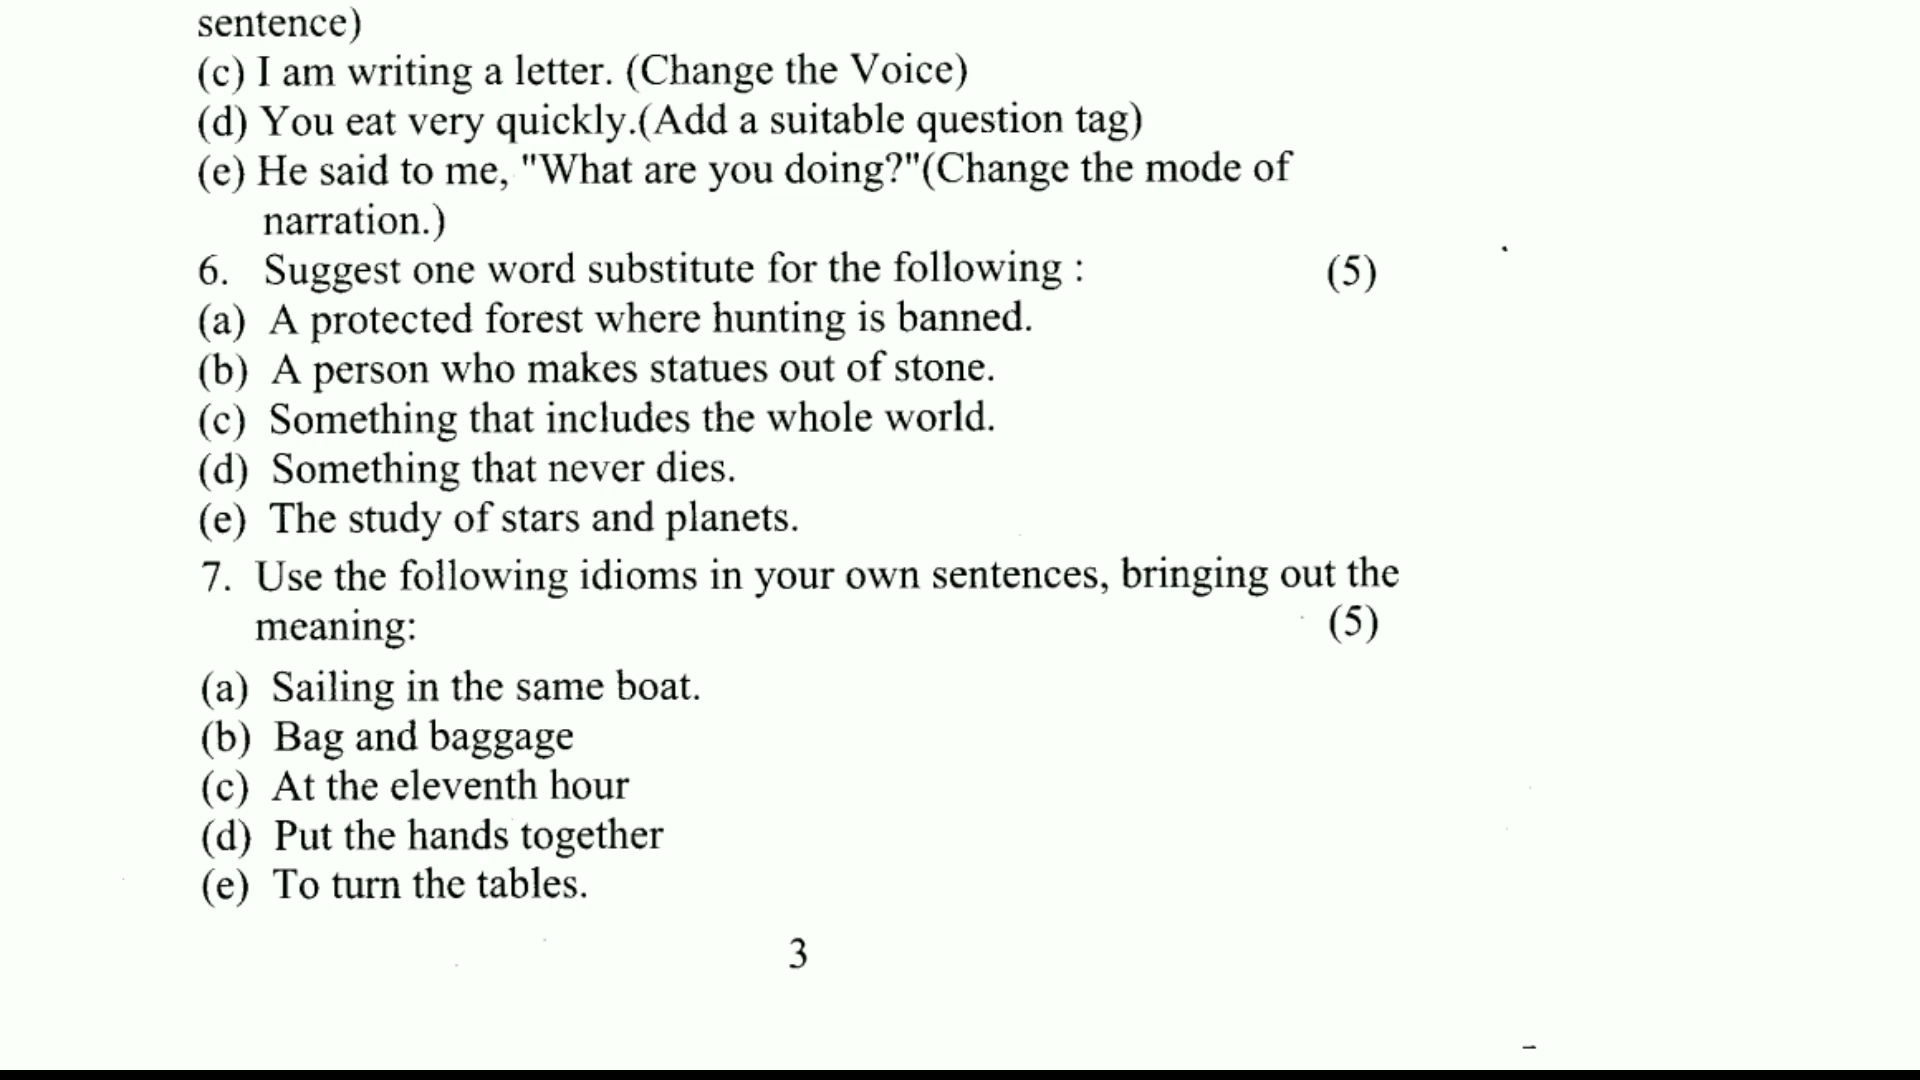 sentence)
(c) I am writing a letter. (Change the Voice)
(d) You eat very quickly.(Add a suitable question tag)
(e) He said to me, "What are you doing?"(Change the mode of
narration.)
6. Suggest one word substitute for the following : (5)
(a) A protected forest where hunting is banned.
(b) A person who makes statues out of stone.
(c) Something that includes the whole world.
(d) Something that never dies.
(e) The study of stars and planets.
7. Use the following idioms in your own sentences, bringing out the
meaning: (5)
(a) Sailing in the same boat.
(b) Bag and baggage
(c) At the eleventh hour
(d) Put the hands together
(e) To turn the tables.
3